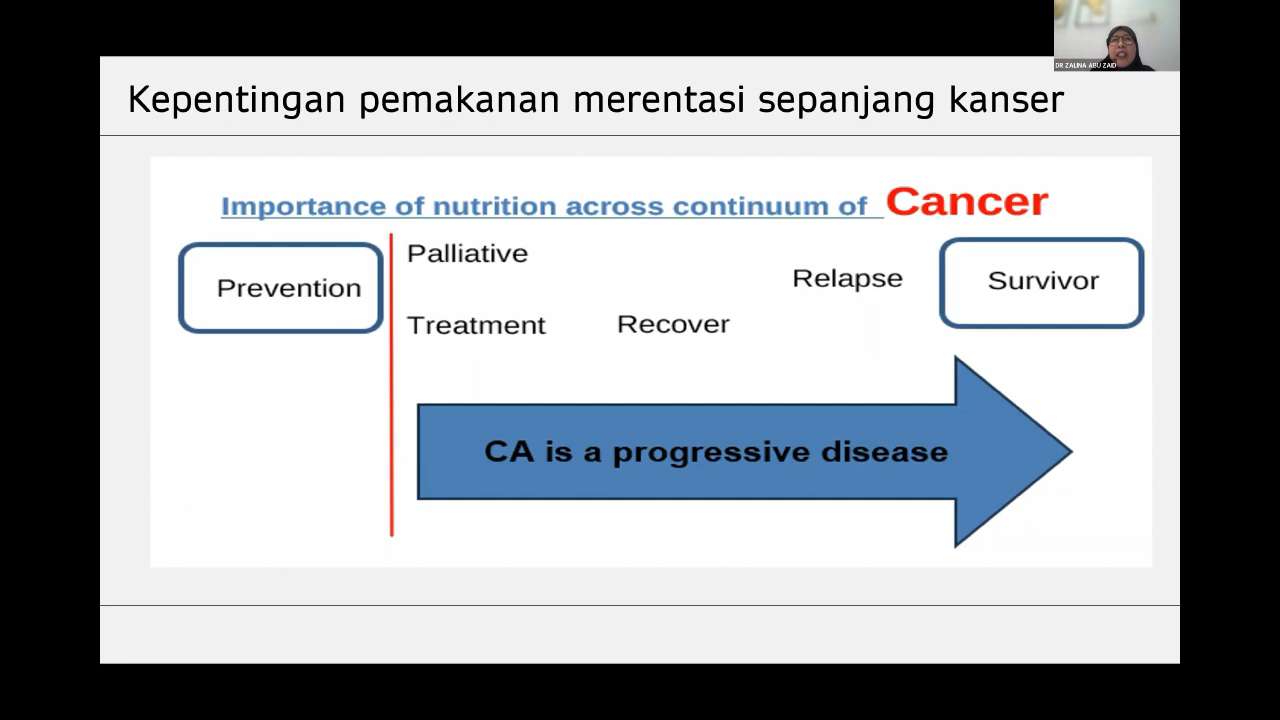 DR ZALINA ABU ZAID
Kepentingan pemakanan merentasi sepanjang kanser
Importance of nutrition across continuum of Cancer
Prevention
Palliative
Relapse
Survivor
Treatment
Recover
CA is a progressive disease